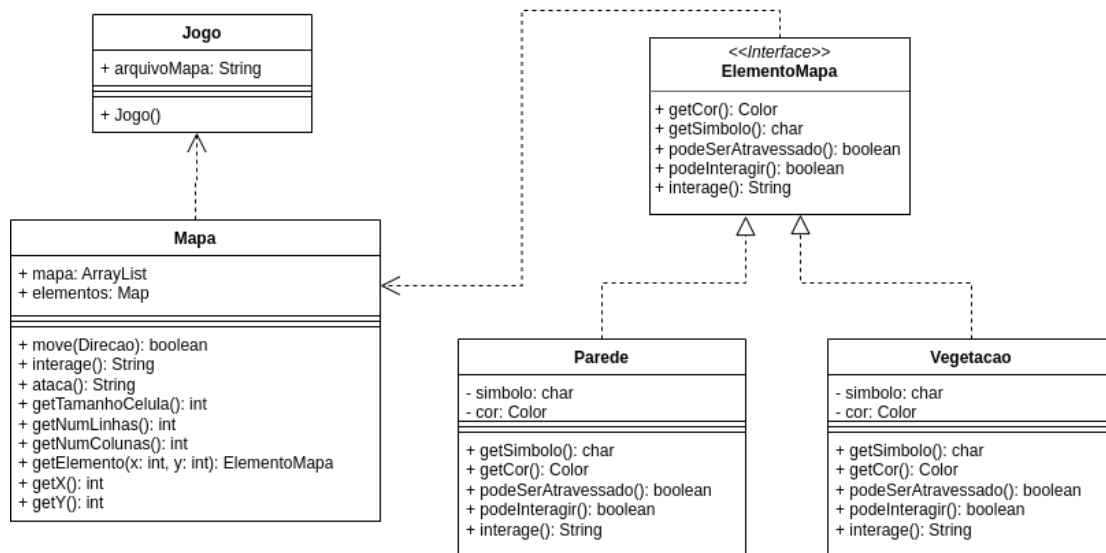 Jogo
+ arquivoMapa: String
+ Jogo()
<<Interface>>
ElementoMapa
+ getCor(): Color
+ getSimbolo(): char
+ podeSerAtravessado(): boolean
+ podeInteragir(): boolean
+ interage(): String
Mapa
+ mapa: ArrayList
+ elementos: Map
+ move(Direcao): boolean
+ interage(): String
+ ataca(): String
+ getTamanhoCelula(): int
+ getNumLinhas(): int
+ getNumColunas(): int
+ getElemento(x: int, y: int): ElementoMapa
+ getX(): int
+ getY(): int
Parede
- simbolo: char
- cor: Color
+ getSimbolo(): char
+ getCor(): Color
+ podeSerAtravessado(): boolean
+ podeInteragir(): boolean
+ interage(): String
Vegetacao
- simbolo: char
- cor: Color
+ getSimbolo(): char
+ getCor(): Color
+ podeSerAtravessado(): boolean
+ podeInteragir(): boolean
+ interage(): String